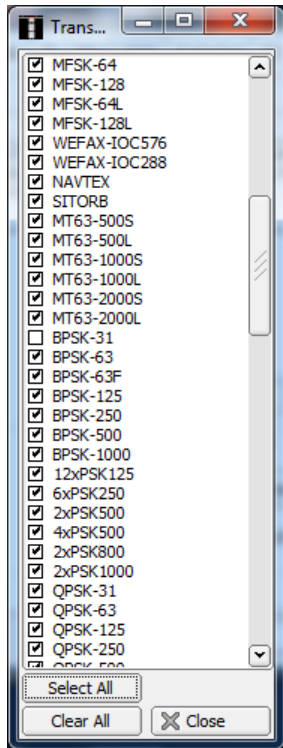 Trans...
MFSK-64
MFSK-128
MFSK-64L
MFSK-128L
WEFAX-IOC576
WEFAX-IOC288
NAVTEX
SITORB
MT63-500S
MT63-500L
MT63-1000S
MT63-1000L
MT63-2000S
MT63-2000L
BPSK-31
BPSK-63
BPSK-63F
BPSK-125
BPSK-250
BPSK-500
BPSK-1000
12xPSK125
6xPSK250
2xPSK500
4xPSK500
2xPSK800
2xPSK1000
QPSK-31
QPSK-63
QPSK-125
QPSK-250
QPSK-500
Select All
Clear All
Close